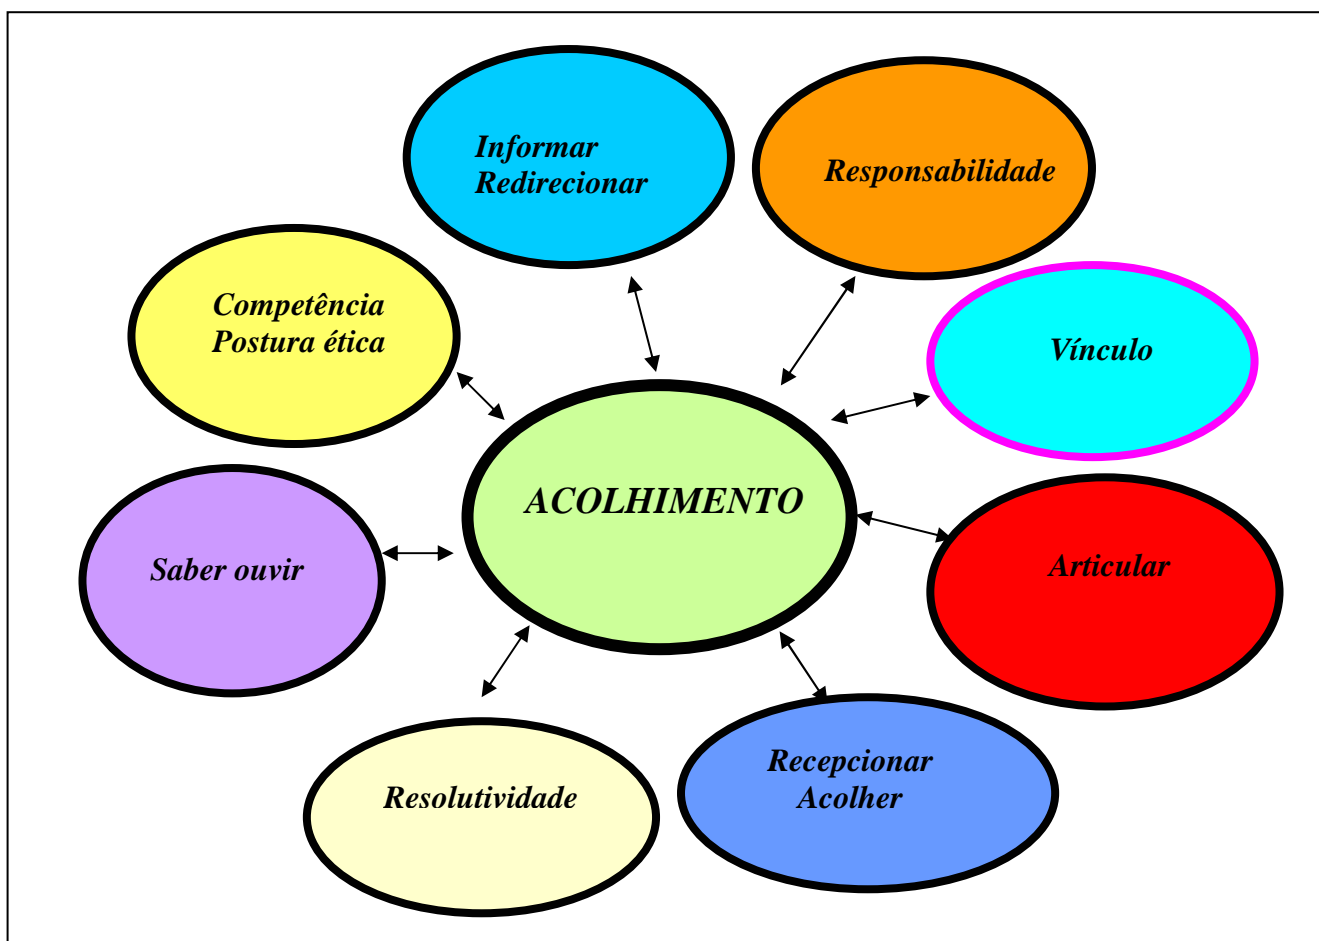 Informar
Redirecionar
Responsabilidade
Competência
Postura ética
Vínculo
ACOLHIMENTO
Saber ouvir
Articular
Resolutividade
Recepcionar
Acolher